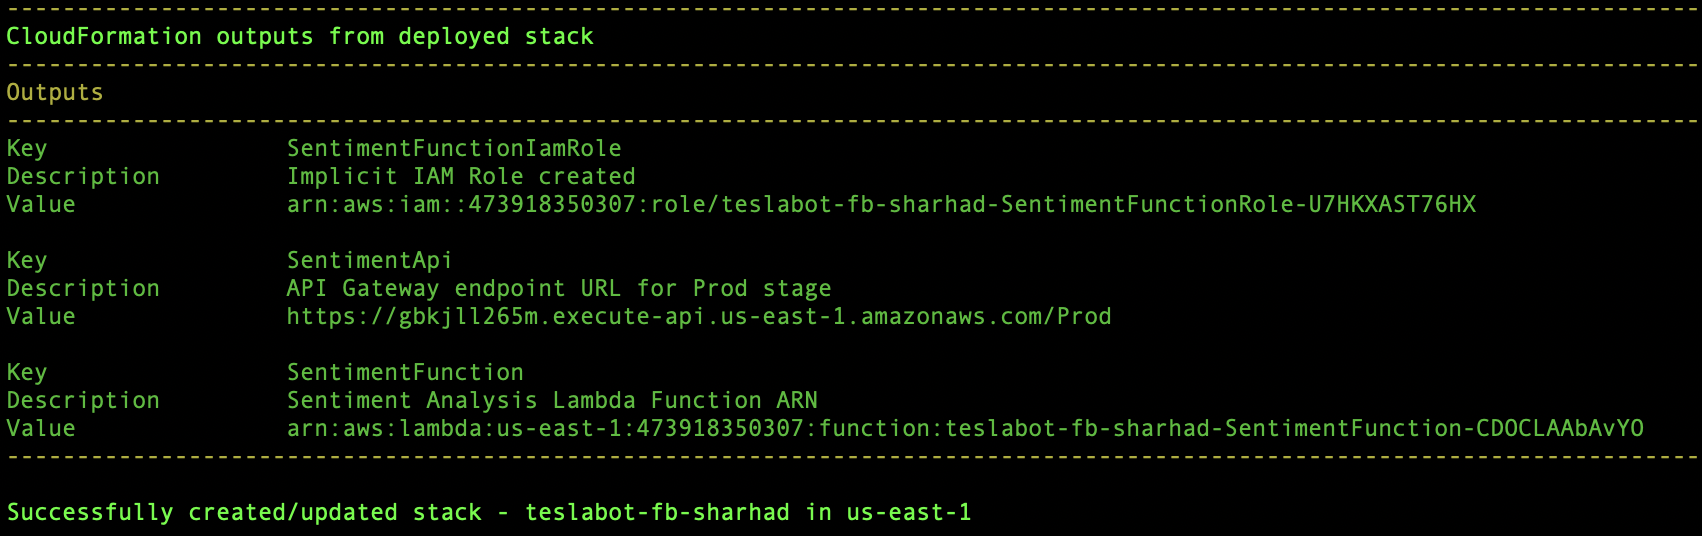 CloudFormation outputs from deployed stack
Outputs
Key SentimentFunctionIamRole
Description Implicit IAM Role created
Value arn:aws:iam::473918350307:role/teslabot-fb-sharhad-SentimentFunctionRole-U7HKXAST76HX
Key SentimentApi
Description API Gateway endpoint URL for Prod stage
Value https://gbkjll265m.execute-api.us-east-1.amazonaws.com/Prod
Key SentimentFunction
Description Sentiment Analysis Lambda Function ARN
Value arn:aws:lambda:us-east-1:473918350307:function:teslabot-fb-sharhad-SentimentFunction-CDOCLAAbAvYO
Successfully created/updated stack - teslabot-fb-sharhad in us-east-1